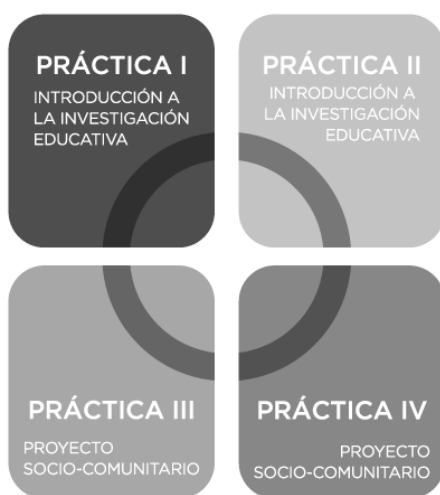 PRÁCTICA I
INTRODUCCIÓN A
LA INVESTIGACIÓN
EDUCATIVA
PRÁCTICA II
INTRODUCCIÓN A
LA INVESTIGACIÓN
EDUCATIVA
PRÁCTICA III
PROYECTO
SOCIO-COMUNITARIO
PRÁCTICA IV
PROYECTO
SOCIO-COMUNITARIO